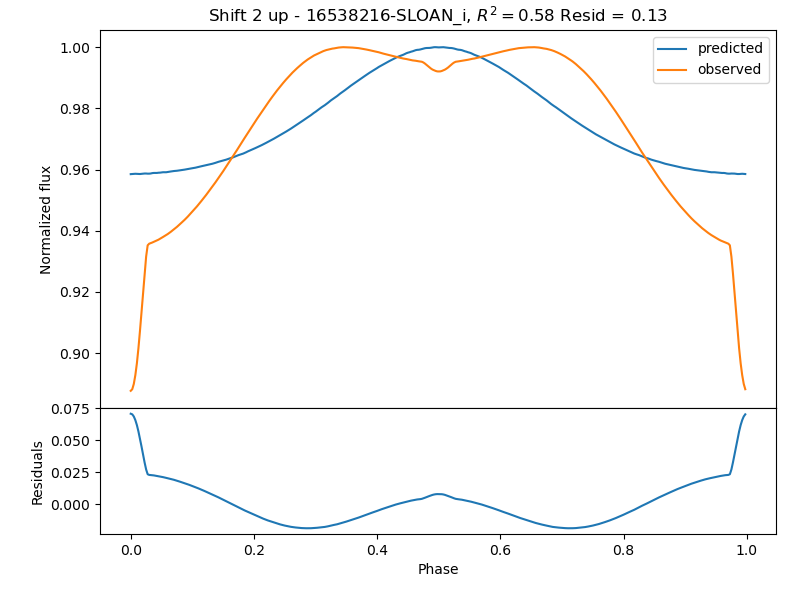 Shift 2 up - 16538216-SLOAN_i, R² = 0.58 Resid = 0.13
predicted
observed
1.00
0.98
0.96
0.94
0.92
0.90
Normalized flux
0.075
0.050
0.025
0.000
Residuals
0.0 0.2 0.4 0.6 0.8 1.0
Phase